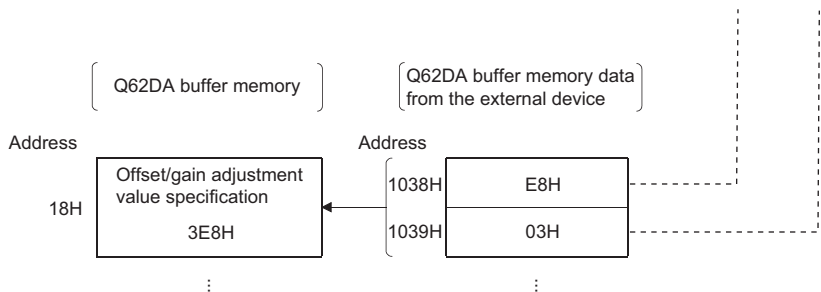 Q62DA buffer memory
Q62DA buffer memory data
from the external device
Address
Address
Offset/gain adjustment
value specification
18H
3E8H
1038H
E8H
1039H
03H
⋮
⋮